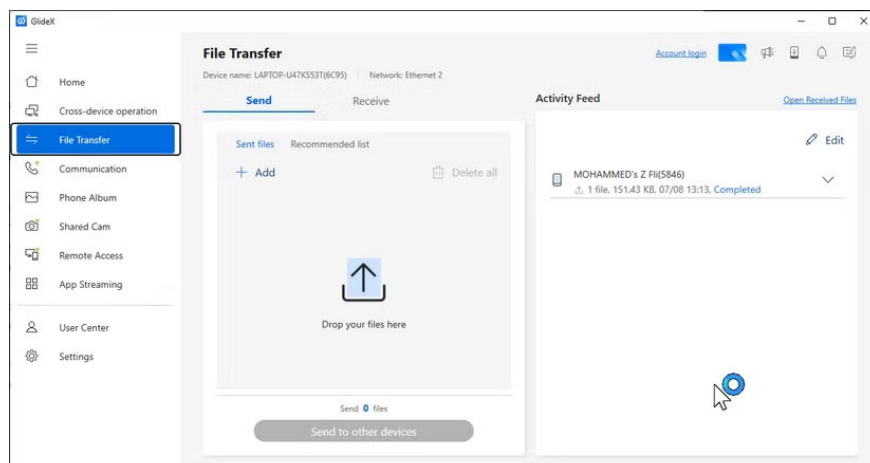 GlideX
File Transfer
Account login
Device name: LAPTOP-U47KS53T(6C95)
Network: Ethernet 2
Home
Cross-device operation
File Transfer
Communication
Phone Album
Shared Cam
Remote Access
App Streaming
User Center
Settings
Send
Receive
Sent files
Recommended list
Add
Delete all
Drop your files here
Send 0 files
Send to other devices
Activity Feed
Open Received Files
Edit
MOHAMMED's Z Fli(5846)
1 file, 151.43 KB, 07/08 13:13, Completed